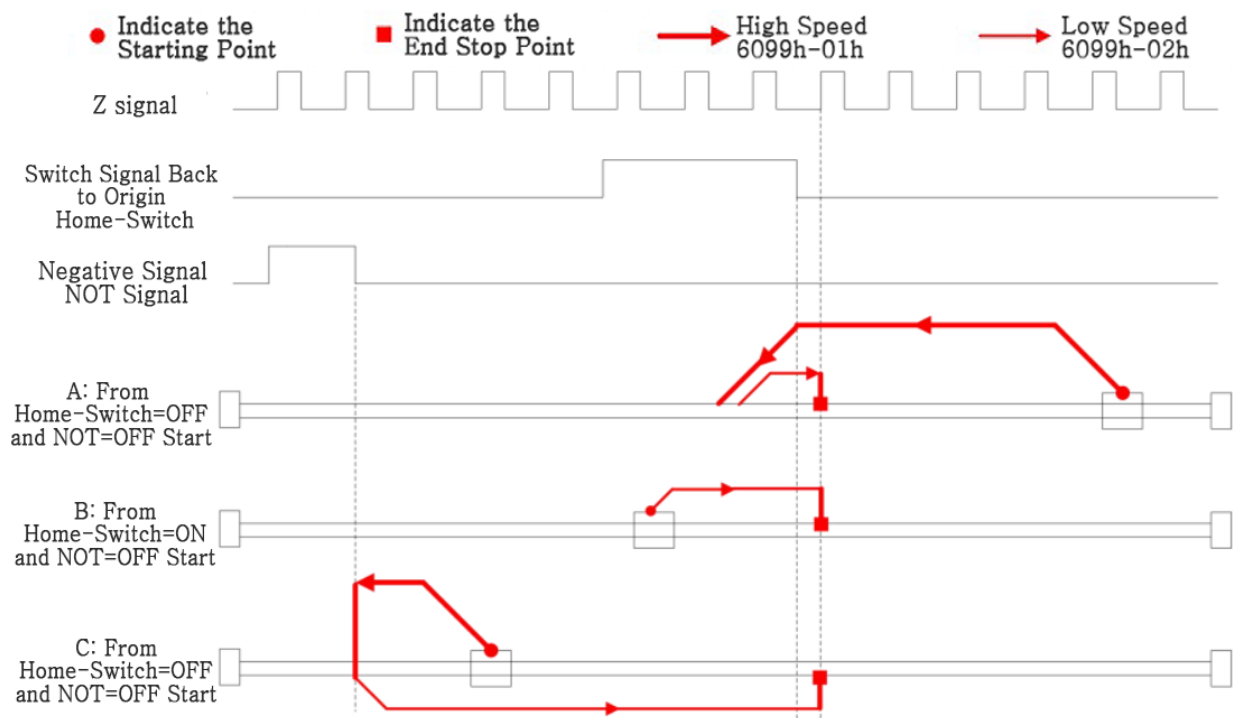 Indicate the
Starting Point
Indicate the
End Stop Point
High Speed
6099h-01h
Low Speed
6099h-02h
Z signal
Switch Signal Back
to Origin
Home-Switch
Negative Signal
NOT Signal
A: From
Home-Switch=OFF
and NOT=OFF Start
B: From
Home-Switch=ON
and NOT=OFF Start
C: From
Home-Switch=OFF
and NOT=OFF Start